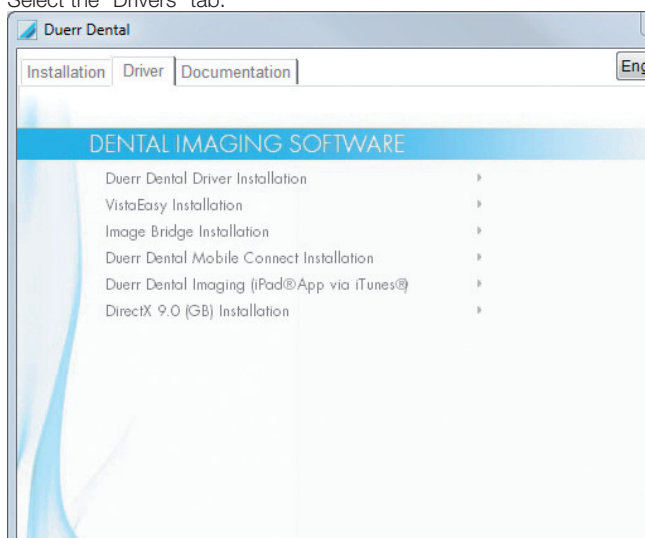 Select the "Drivers" tab.
Duerr Dental
Installation Driver Documentation
DENTAL IMAGING SOFTWARE
Duerr Dental Driver Installation
VistaEasy Installation
Image Bridge Installation
Duerr Dental Mobile Connect Installation
Duerr Dental Imaging (iPad® App via iTunes®)
DirectX 9.0 (GB) Installation